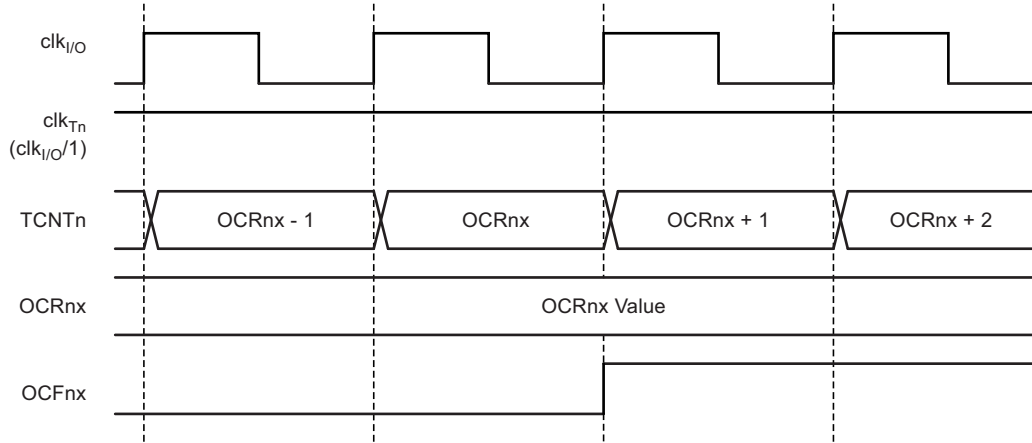 clkI/O
clkTn
(clkI/O/1)
TCNTn OCRnx - 1 OCRnx OCRnx + 1 OCRnx + 2
OCRnx OCRnx Value
OCFnx